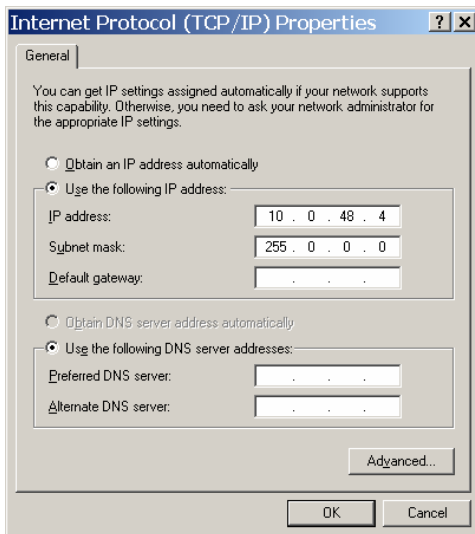 Internet Protocol (TCP/IP) Properties ? ×
General
You can get IP settings assigned automatically if your network supports
this capability. Otherwise, you need to ask your network administrator for
the appropriate IP settings.
Obtain an IP address automatically
Use the following IP address:
IP address: 10 . 0 . 48 . 4
Subnet mask: 255 . 0 . 0 . 0
Default gateway: . . .
Obtain DNS server address automatically
Use the following DNS server addresses:
Preferred DNS server: . . .
Alternate DNS server: . . .
Advanced...
OK Cancel